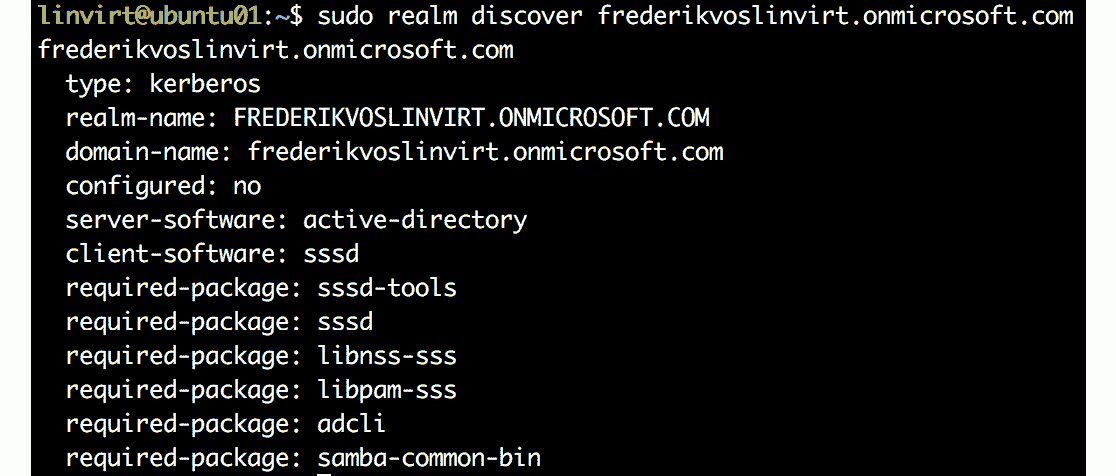 linvirt@ubuntu01:~$ sudo realm discover frederikvoslinvirt.onmicrosoft.com
frederikvoslinvirt.onmicrosoft.com
  type: kerberos
  realm-name: FREDERIKVOSLINVIRT.ONMICROSOFT.COM
  domain-name: frederikvoslinvirt.onmicrosoft.com
  configured: no
  server-software: active-directory
  client-software: sssd
  required-package: sssd-tools
  required-package: sssd
  required-package: libnss-sss
  required-package: libpam-sss
  required-package: adcli
  required-package: samba-common-bin